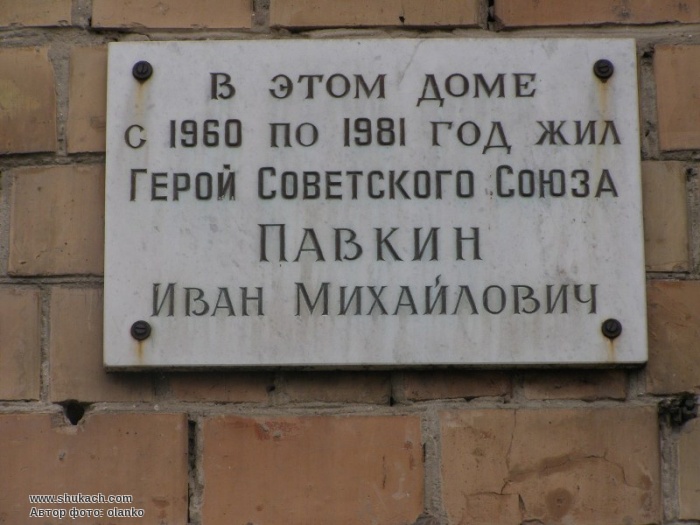 В этом доме
с 1960 по 1981 год жил
Герой Советского Союза
Павкин
Иван Михайлович
www.shukach.com
Автор фото: olanko